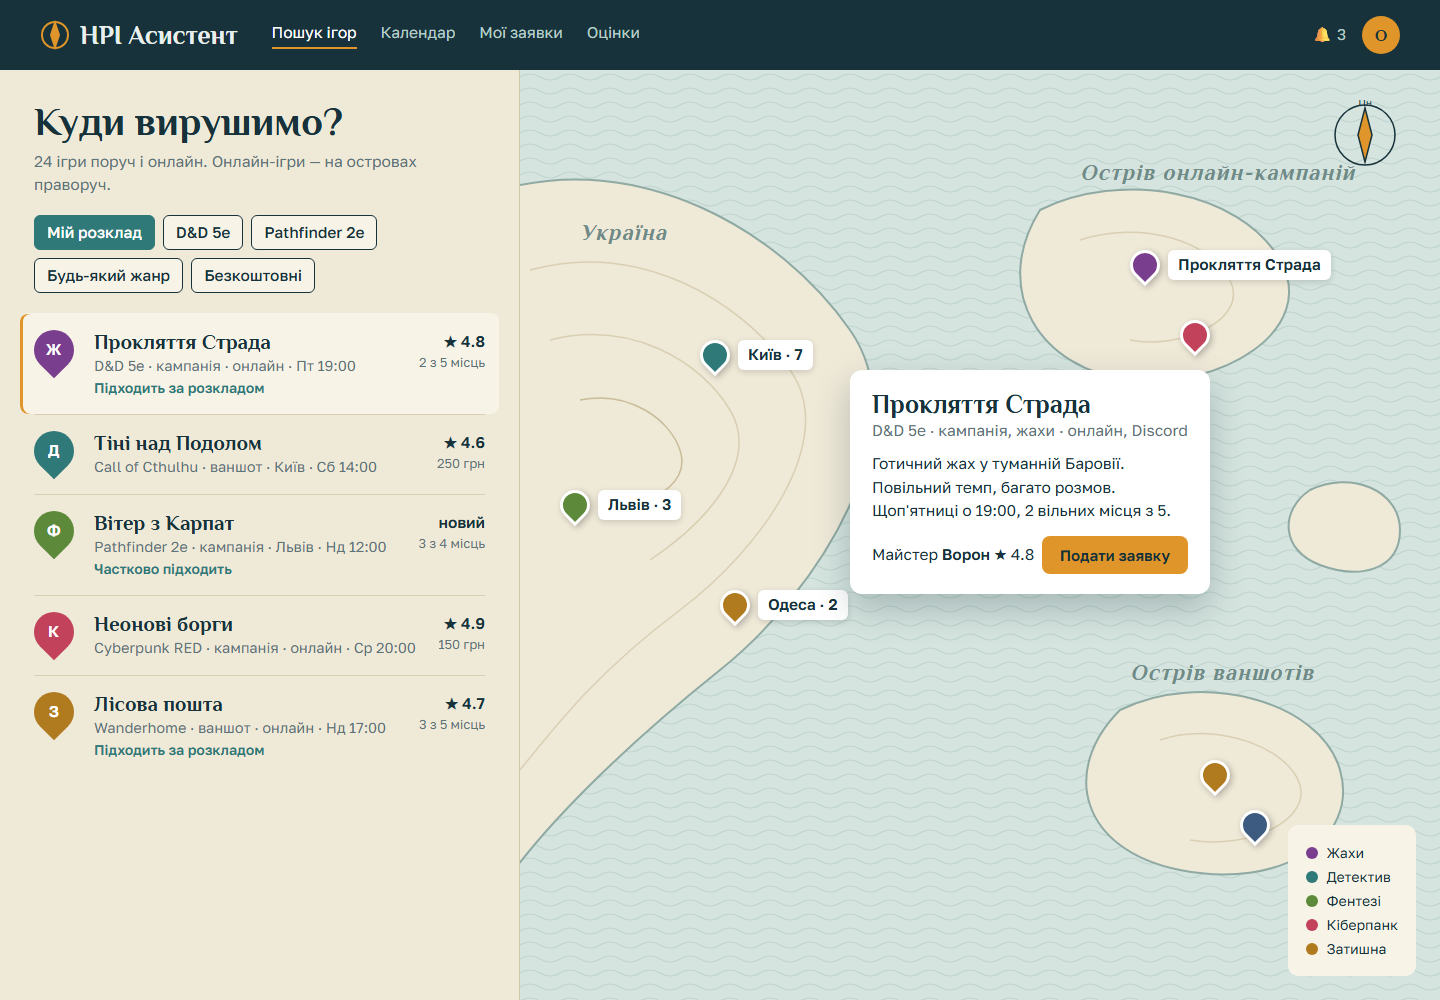 НРІ Асистент
Пошук ігор
Календар
Мої заявки
Оцінки
3
О
Куди вирушимо?
24 ігри поруч і онлайн. Онлайн-ігри — на островах
праворуч.
Мій розклад
D&D 5e
Pathfinder 2e
Будь-який жанр
Безкоштовні
Ж
Прокляття Страда
★ 4.8
D&D 5e · кампанія · онлайн · Пт 19:00
2 з 5 місць
Підходить за розкладом
Д
Тіні над Подолом
★ 4.6
Call of Cthulhu · ваншот · Київ · Сб 14:00
250 грн
Ф
Вітер з Карпат
новий
Pathfinder 2e · кампанія · Львів · Нд 12:00
3 з 4 місць
Частково підходить
К
Неонові борги
★ 4.9
Cyberpunk RED · кампанія · онлайн · Ср 20:00
150 грн
З
Лісова пошта
★ 4.7
Wanderhome · ваншот · онлайн · Нд 17:00
3 з 5 місць
Підходить за розкладом
Острів онлайн-кампаній
Україна
Прокляття Страда
Київ · 7
Львів · 3
Одеса · 2
Прокляття Страда
D&D 5e · кампанія, жахи · онлайн, Discord
Готичний жах у туманній Баровії.
Повільний темп, багато розмов.
Щоп'ятниці о 19:00, 2 вільних місця з 5.
Майстер Ворон ★ 4.8
Подати заявку
Острів ваншотів
Жахи
Детектив
Фентезі
Кіберпанк
Затишна